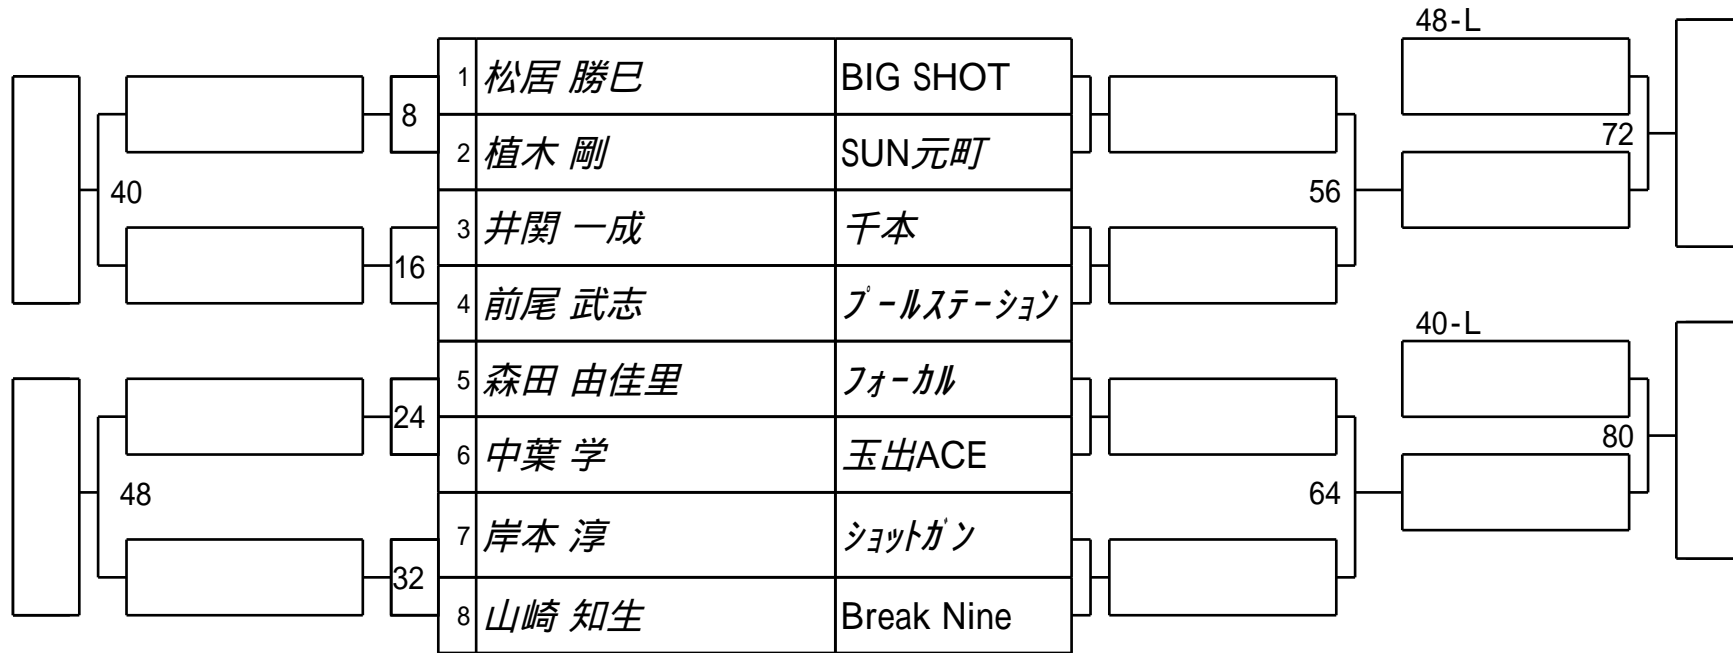 48-L
1 松居 勝巳 BIG SHOT
8
72
2 植木 剛 SUN元町
40
56
3 井関 一成 千本
16
4 前尾 武志 プールステーション
40-L
5 森田 由佳里 フォーカル
24
80
6 中葉 学 玉出ACE
48
64
7 岸本 淳 ショットガン
32
8 山崎 知生 Break Nine